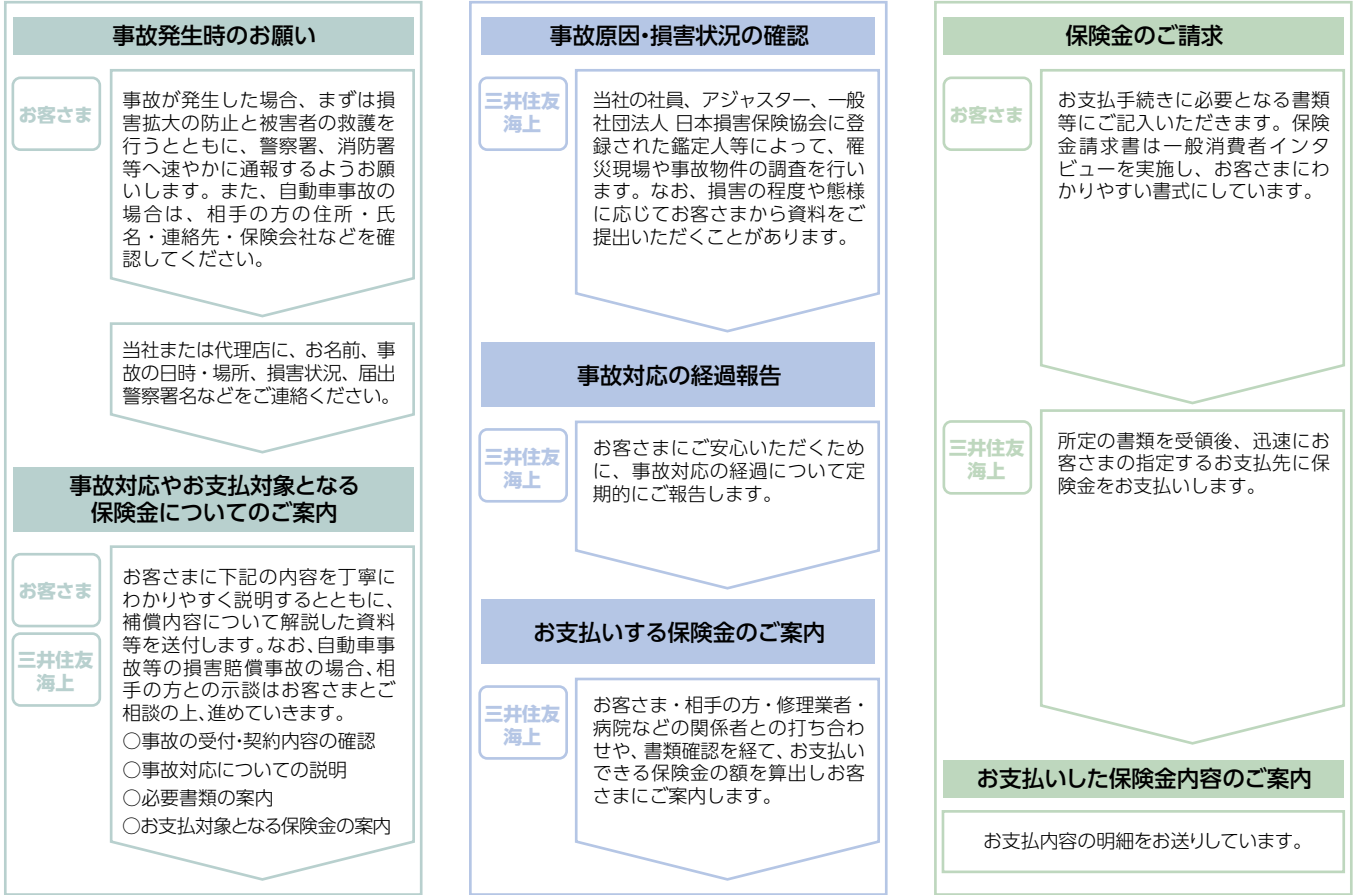 事故発生時のお願い
お客さま
事故が発生した場合、まずは損
害拡大の防止と被害者の救護を
行うとともに、警察署、消防署
等へ速やかに通報するようお願
いします。また、自動車事故の
場合は、相手の方の住所・氏
名・連絡先・保険会社などを確
認してください。
当社または代理店に、お名前、事
故の日時・場所、損害状況、届出
警察署名などをご連絡ください。
事故対応やお支払対象となる
保険金についてのご案内
お客さま
三井住友
海上
お客さまに下記の内容を丁寧に
わかりやすく説明するとともに、
補償内容について解説した資料
等を送付します。なお、自動車事
故等の損害賠償事故の場合、相
手の方との示談はお客さまとご
相談の上、進めていきます。
○事故の受付・契約内容の確認
○事故対応についての説明
○必要書類の案内
○お支払対象となる保険金の案内
事故原因・損害状況の確認
三井住友
海上
当社の社員、アジャスター、一般
社団法人 日本損害保険協会に登
録された鑑定人等によって、罹
災現場や事故物件の調査を行い
ます。なお、損害の程度や態様
に応じてお客さまから資料をご
提出いただくことがあります。
事故対応の経過報告
三井住友
海上
お客さまにご安心いただくため
に、事故対応の経過について定
期的にご報告します。
お支払いする保険金のご案内
三井住友
海上
お客さま・相手の方・修理業者・
病院などの関係者との打ち合わ
せや、書類確認を経て、お支払い
できる保険金の額を算出しお客
さまにご案内します。
保険金のご請求
お客さま
お支払手続きに必要となる書類
等にご記入いただきます。保険
金請求書は一般消費者インタ
ビューを実施し、お客さまにわ
かりやすい書式にしています。
三井住友
海上
所定の書類を受領後、迅速にお
客さまの指定するお支払先に保
険金をお支払いします。
お支払いした保険金内容のご案内
お支払内容の明細をお送りしています。